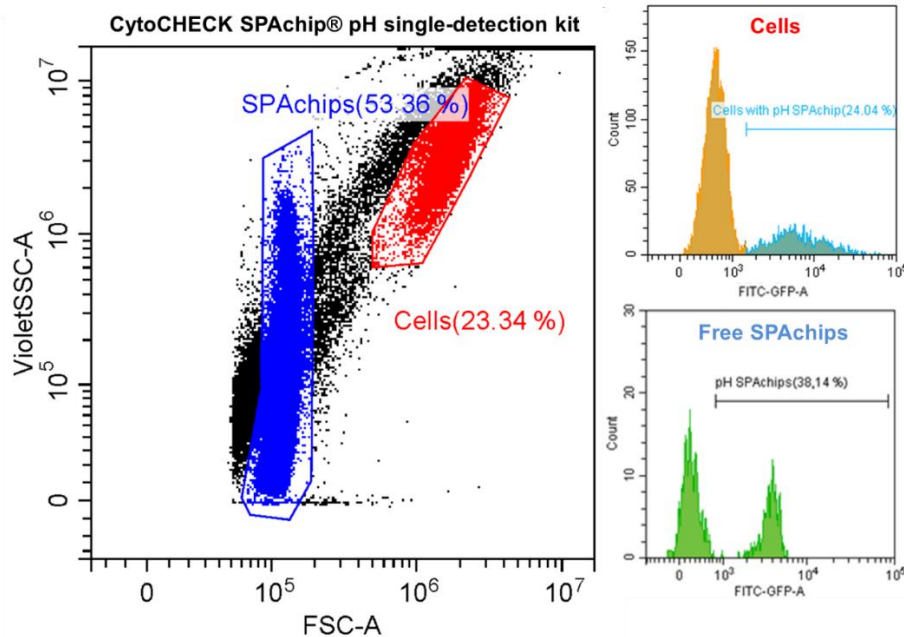 CytoCHECK SPAchip® pH single-detection kit
SPAchips(53.36 %)
Cells(23.34 %)
VioletSSC-A
10⁷
10⁶
10⁵
0
0
10⁵
10⁶
10⁷
FSC-A
Cells
Cells with pH SPAchip(24.04 %)
Count
150
100
50
0
0
10³
10⁴
10⁵
FITC-GFP-A
Free SPAchips
pH SPAchips(38,14 %)
Count
30
20
10
0
0
10³
10⁴
10⁵
FITC-GFP-A